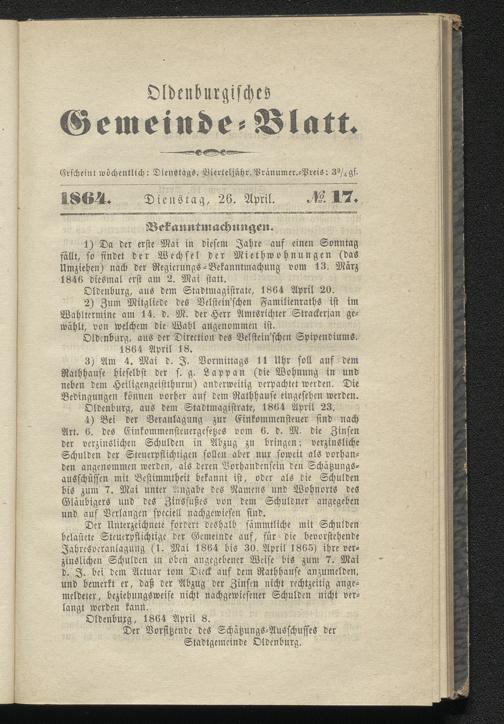 Oldenburgisches
Gemeinde-Blatt.
Erscheint wöchentlich: Dienstags. Vierteljähr. Pränumer.-Preis: 3¾ gſ.
1864. Dienstag, 26. April. № 17.
Bekanntmachungen.
1) Da der erste Mai in diesem Jahre auf einen Sonntag
fällt, so findet der Wechsel der Miethwohnungen (das
Umziehen) nach der Regierungs-Bekanntmachung vom 13. März
1846 diesmal erst am 2. Mai statt.
Oldenburg, aus dem Stadtmagistrate, 1864 April 20.
2) Zum Mitgliede des Velstein'schen Familienraths ist im
Wahltermine am 14. d. M. der Herr Amtsrichter Strackerjan ge-
wählt, von welchem die Wahl angenommen ist.
Oldenburg, aus der Direction des Velstein'schen Spipendiums.
1864 April 18.
3) Am 4. Mai d. J. Vormittags 11 Uhr soll auf dem
Rathhause hieselbst der s. g. Lappan (die Wohnung in und
neben dem Heiligengeistthurm) anderweitig verpachtet werden. Die
Bedingungen können vorher auf dem Rathhause eingesehen werden.
Oldenburg, aus dem Stadtmagistrate, 1864 April 23.
4) Bei der Veranlagung zur Einkommensteuer sind nach
Art. 6. des Einkommensteuergesetzes vom 6. d. M. die Zinsen
der verzinslichen Schulden in Abzug zu bringen; verzinsliche
Schulden der Steuerpflichtigen sollen aber nur soweit als vorhan-
den angenommen werden, als deren Vorhandensein den Schätzungs-
ausschüssen mit Bestimmtheit bekannt ist, oder als die Schulden
bis zum 7. Mai unter Angabe des Namens und Wohnorts des
Gläubigers und des Zinsfußes von dem Schuldner angegeben
und auf Verlangen speciell nachgewiesen sind.
Der Unterzeichnete fordert deshalb sämmtliche mit Schulden
belastete Steuerpflichtige der Gemeinde auf, für die bevorstehende
Jahresveranlagung (1. Mai 1864 bis 30. April 1865) ihre ver-
zinslichen Schulden in oben angegebener Weise bis zum 7. Mai
d. J. bei dem Actuar tom Dieck auf dem Rathhause anzumelden,
und bemerkt er, daß der Abzug der Zinsen nicht rechtzeitig ange-
meldeter, beziehungsweise nicht nachgewiesener Schulden nicht ver-
langt werden kann.
Oldenburg, 1864 April 8.
Der Vorsitzende des Schätzungs-Ausschusses der
Stadtgemeinde Oldenburg.